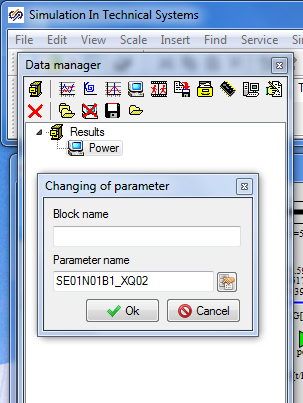 Simulation In Technical Systems
File Edit View Scale Insert Find Service
Data manager
Results
Power
Changing of parameter
Block name
Parameter name
SE01N01B1_XQ02
Ok Cancel